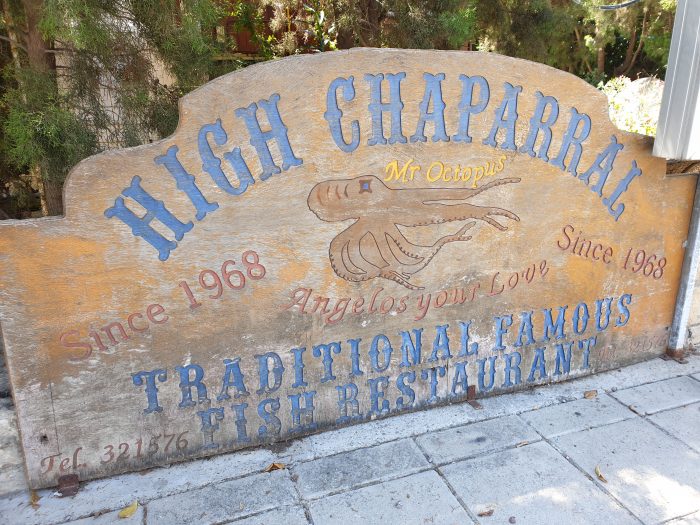 HIGH CHAPARRAL
Mr Octopus
Since 1968
Since 1968
Angelos your Love
TRADITIONAL FAMOUS
FISH RESTAURANT
Tel. 321576